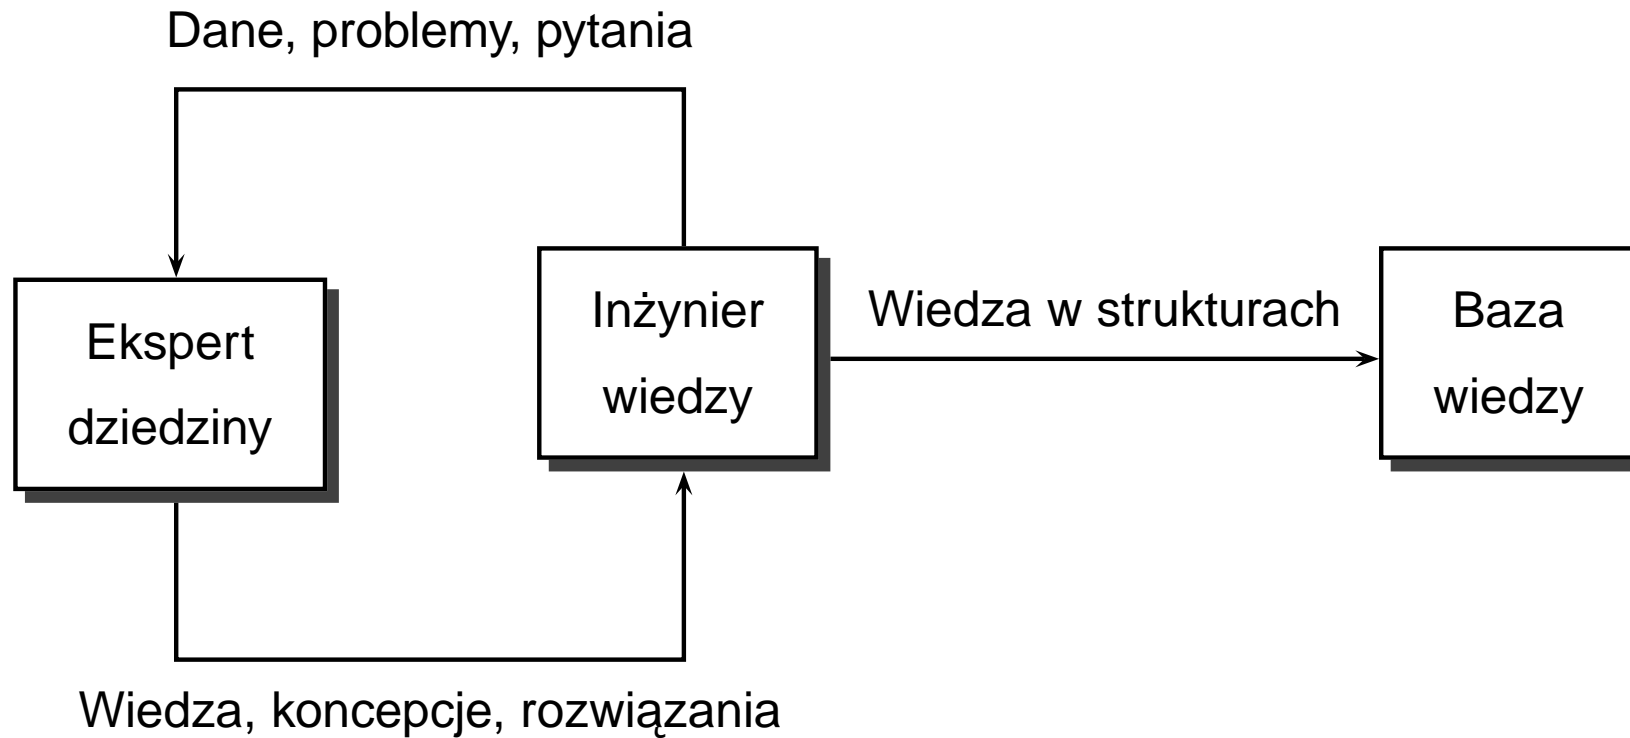 Dane, problemy, pytania
Ekspert
dziedziny
Inżynier
wiedzy
Wiedza w strukturach
Baza
wiedzy
Wiedza, koncepcje, rozwiązania